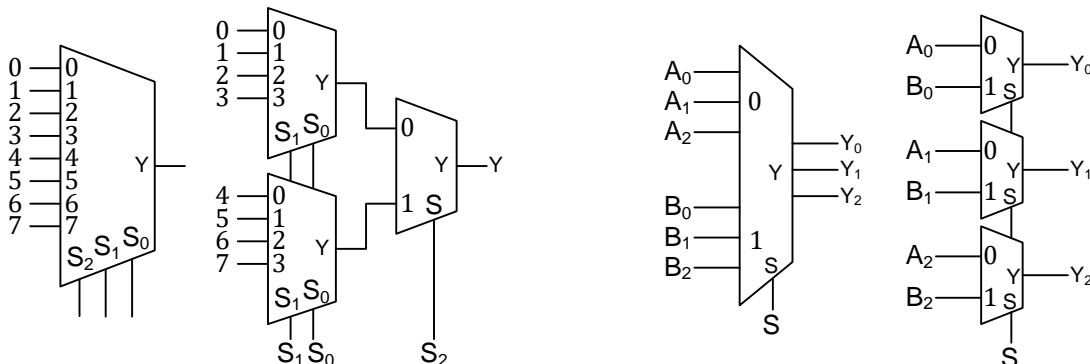 0 0
1 1
2 2
3 3
4 4
5 5
6 6
7 7
Y
S2 S1 S0
0 0
1 1
2 2
3 3
Y
S1 S0
4 0
5 1
6 2
7 3
Y
S1 S0
S1 S0
0
1
Y Y
S
S2
A0
A1 0
A2
B0
B1 1
B2
Y
Y0
Y1
Y2
S
S
A0 0
B0 1
Y Y0
S
A1 0
B1 1
Y Y1
S
A2 0
B2 1
Y Y2
S
S